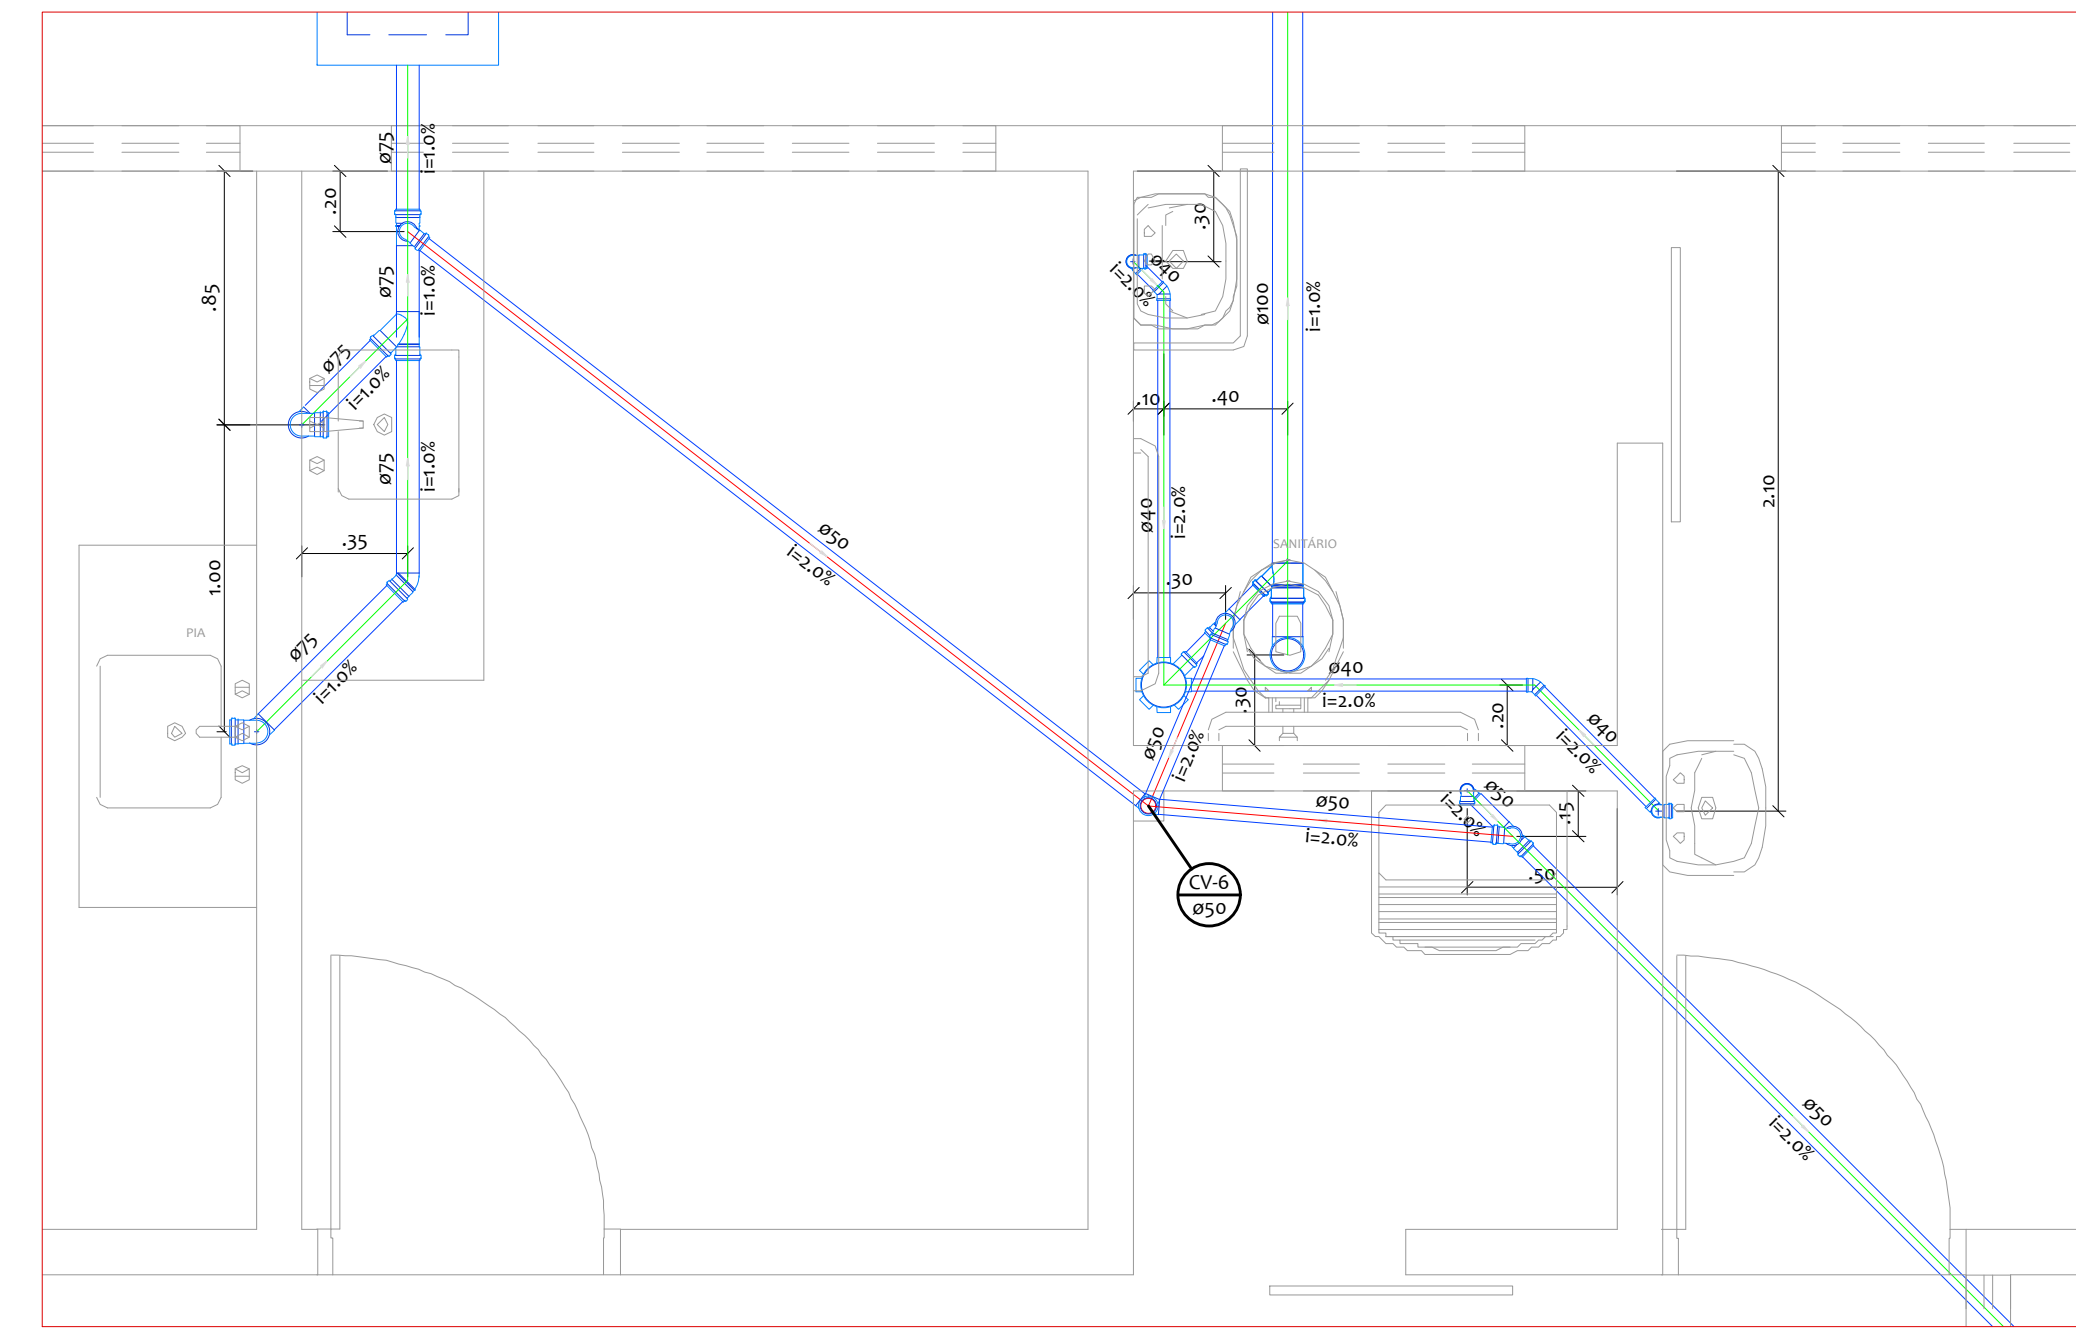 ø75
i=1.0%
.20
.30
ø40
i=2.0%
ø75
i=1.0%
.85
ø100
i=1.0%
ø75
i=1.0%
.10
.40
ø75
i=1.0%
ø40
i=2.0%
2.10
.35
ø50
i=2.0%
SANITÁRIO
1.00
.30
PIA
ø75
i=1.0%
ø40
i=2.0%
.30
.20
ø40
i=2.0%
ø50
i=2.0%
ø50
i=2.0%
ø50
i=2.0%
.15
.50
CV-6
ø50
ø50
i=2.0%